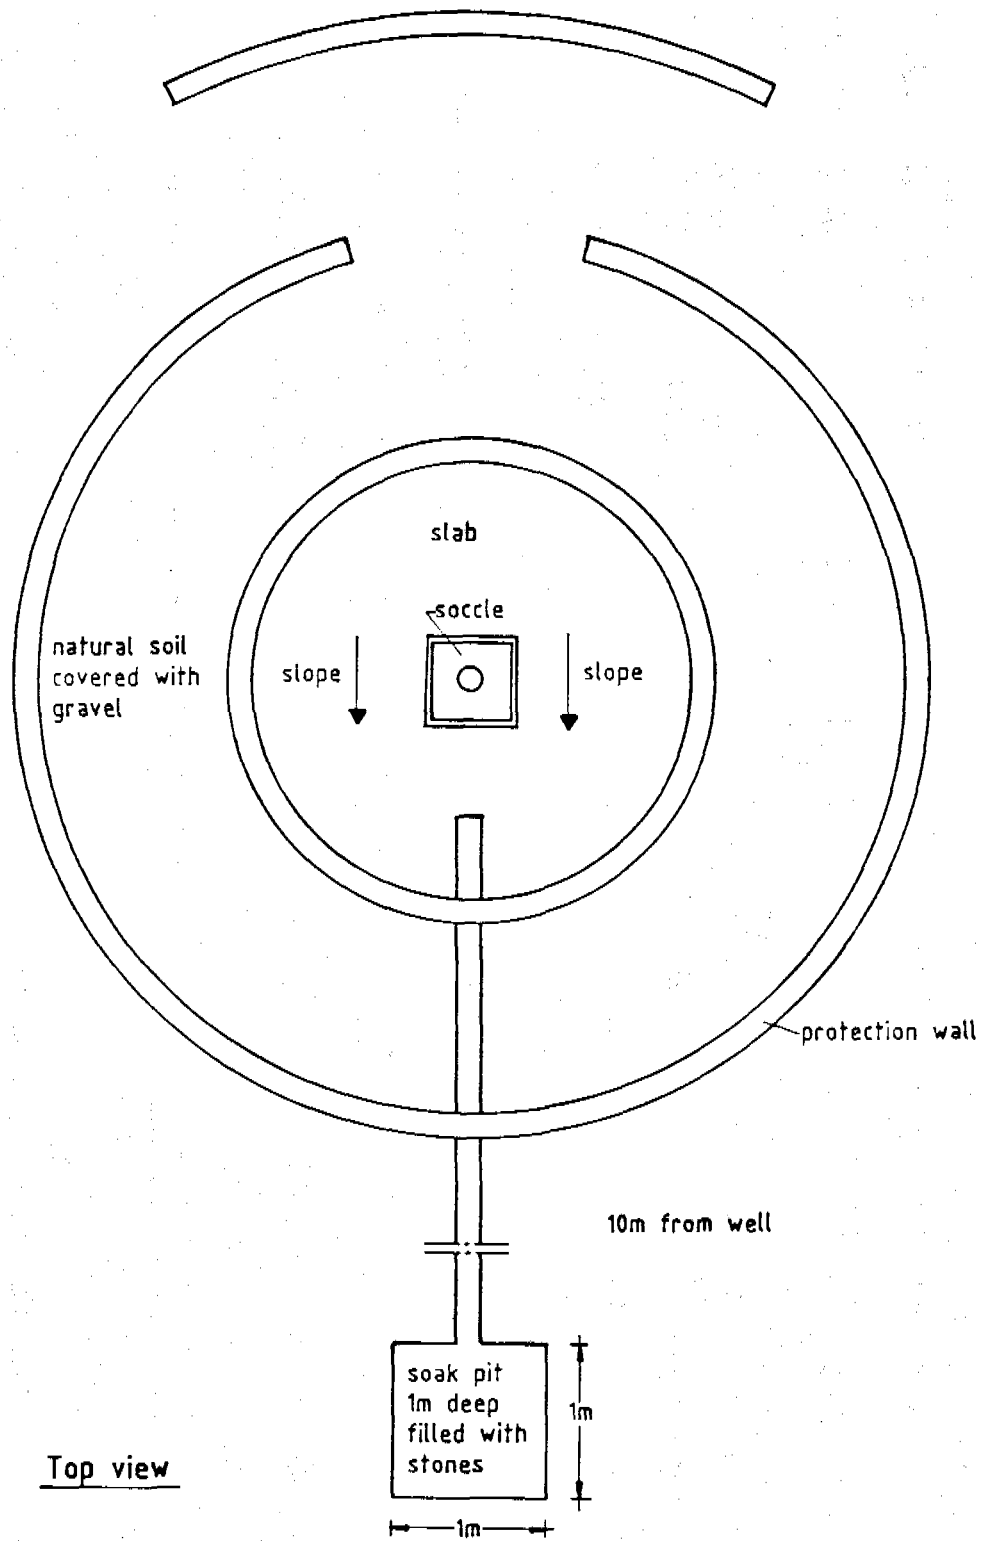 slab
soccle
natural soil
covered with
gravel
slope
slope
protection wall
10m from well
soak pit
1m deep
filled with
stones
1m
1m
Top view